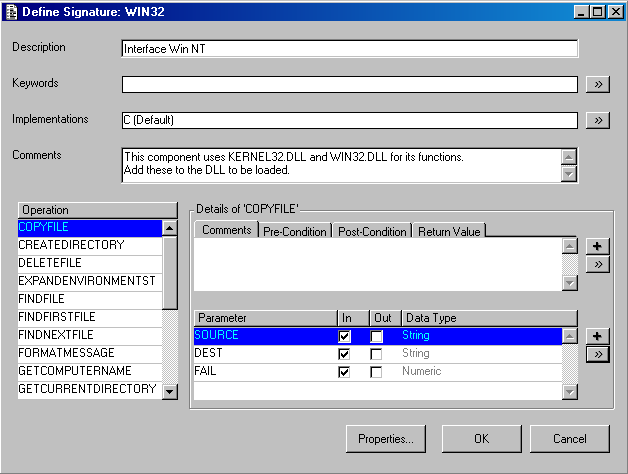 Define Signature: WIN32
Description
Interface Win NT
Keywords
Implementations
C (Default)
Comments
This component uses KERNEL32.DLL and WIN32.DLL for its functions.
Add these to the DLL to be loaded.
Operation
COPYFILE
CREATEDIRECTORY
DELETEFILE
EXPANDENVIRONMENTST
FINDFILE
FINDFIRSTFILE
FINDNEXTFILE
FORMATMESSAGE
GETCOMPUTERNAME
GETCURRENTDIRECTORY
Details of 'COPYFILE'
Comments Pre-Condition Post-Condition Return Value
Parameter In Out Data Type
SOURCE String
DEST String
FAIL Numeric
Properties... OK Cancel